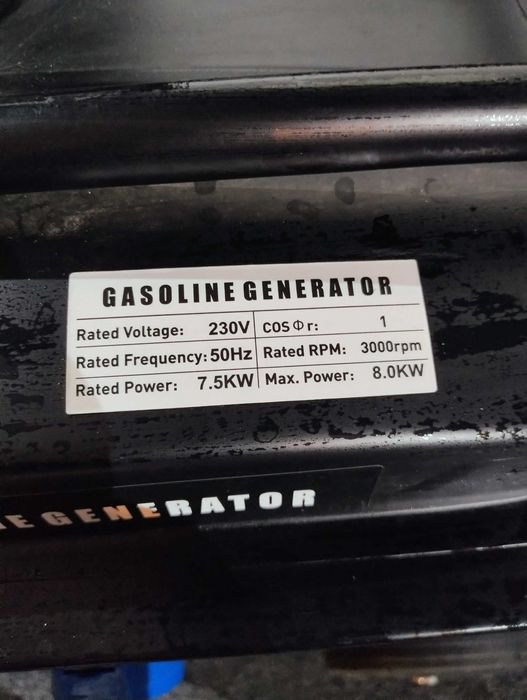 GASOLINE GENERATOR
Rated Voltage: 230V COSΦr: 1
Rated Frequency: 50Hz Rated RPM: 3000rpm
Rated Power: 7.5KW Max. Power: 8.0KW
NE GENERATOR